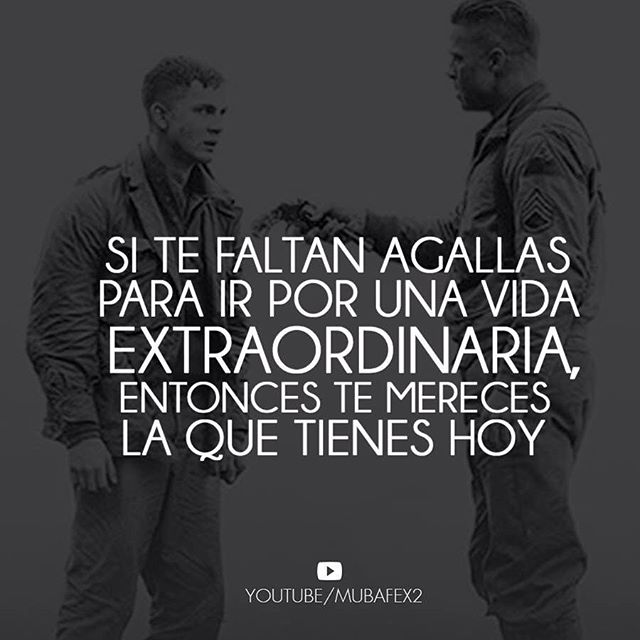 SI TE FALTAN AGALLAS
PARA IR POR UNA VIDA
EXTRAORDINARIA,
ENTONCES TE MERECES
LA QUE TIENES HOY
YOUTUBE/MUBAFEX2